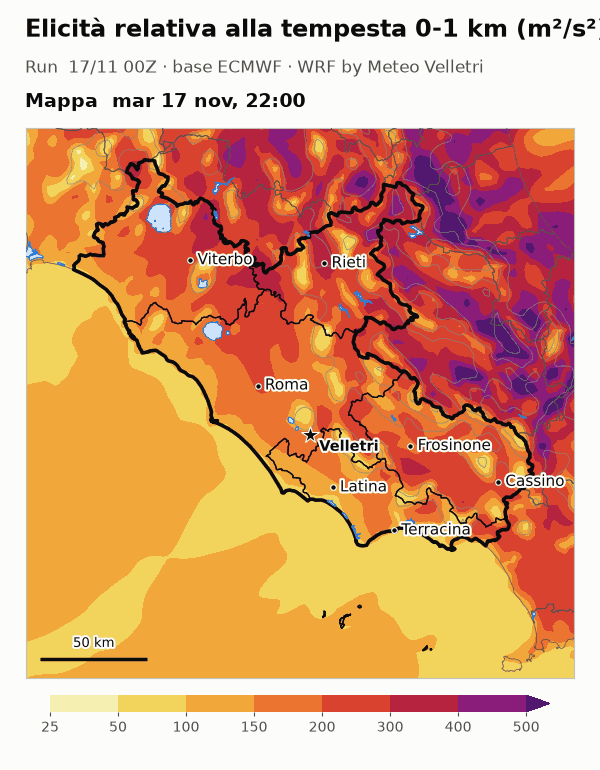 Elicità relativa alla tempesta 0-1 km (m²/s²)
Run 17/11 00Z · base ECMWF · WRF by Meteo Velletri
Mappa mar 17 nov, 22:00
Viterbo
Rieti
Roma
Velletri
Frosinone
Latina
Cassino
Terracina
50 km
25 50 100 150 200 300 400 500